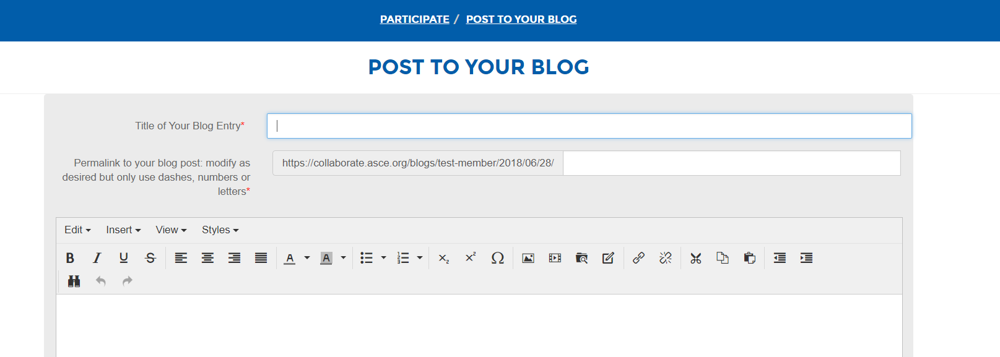 PARTICIPATE / POST TO YOUR BLOG
POST TO YOUR BLOG
Title of Your Blog Entry*
Permalink to your blog post: modify as
desired but only use dashes, numbers or
letters*
https://collaborate.asce.org/blogs/test-member/2018/06/28/
Edit Insert View Styles
B I U S A A x₂ x² Ω